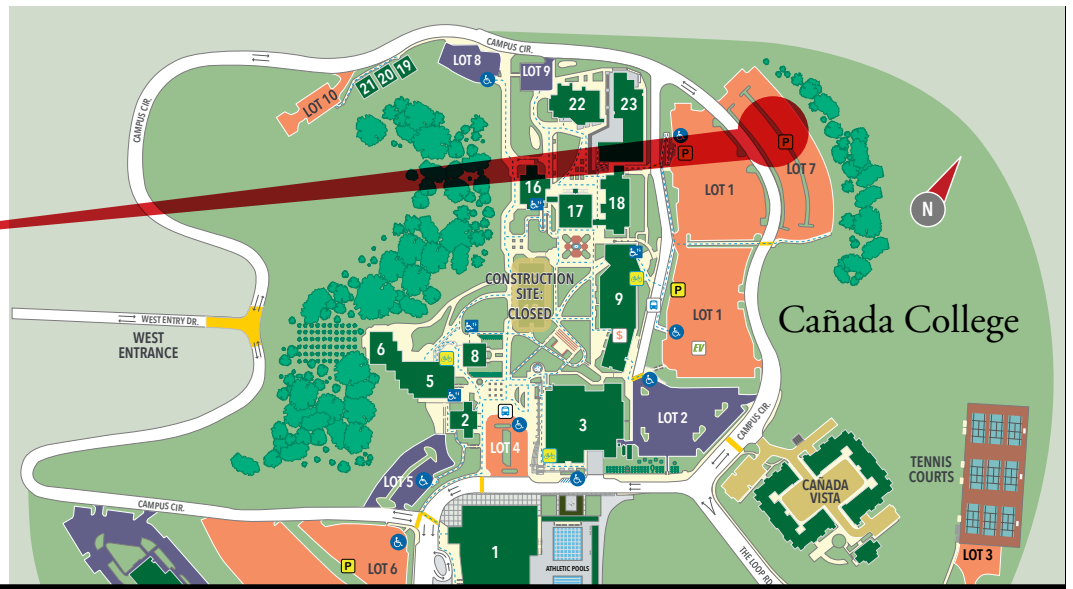 CAMPUS CIR.
LOT 8
LOT 9
CAMPUS CIR.
21
20
19
LOT 10
22
23
P
P
LOT 7
LOT 1
16
18
17
N
CONSTRUCTION
SITE:
CLOSED
9
P
LOT 1
Cañada College
WEST ENTRY DR.
WEST
ENTRANCE
$
EV
6
8
5
2
3
LOT 2
CAMPUS CIR.
LOT 4
LOT 5
CAÑADA
VISTA
TENNIS
COURTS
CAMPUS CIR.
1
LOT 6
P
ATHLETIC POOLS
THE LOOP RD
LOT 3